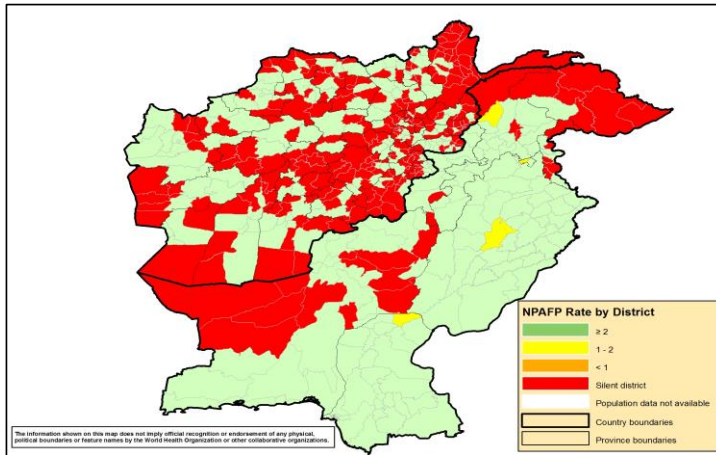 NPAFP Rate by District
≥ 2
1 - 2
< 1
Silent district
Population data not available
Country boundaries
Province boundaries
The information shown on this map does not imply official recognition or endorsement of any physical,
political boundaries or feature names by the World Health Organization or other collaborative organizations.